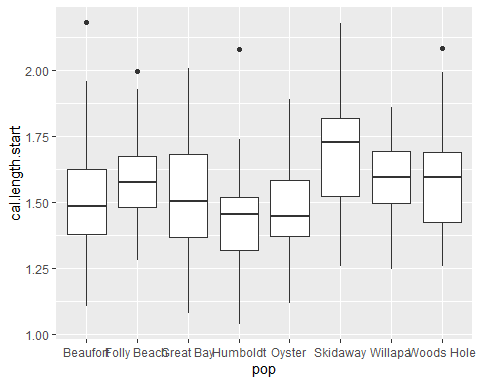 cal.length.start
2.00
1.75
1.50
1.25
1.00
Beaufort Folly Beach Great Bay Humboldt Oyster Skidaway Willapa Woods Hole
pop